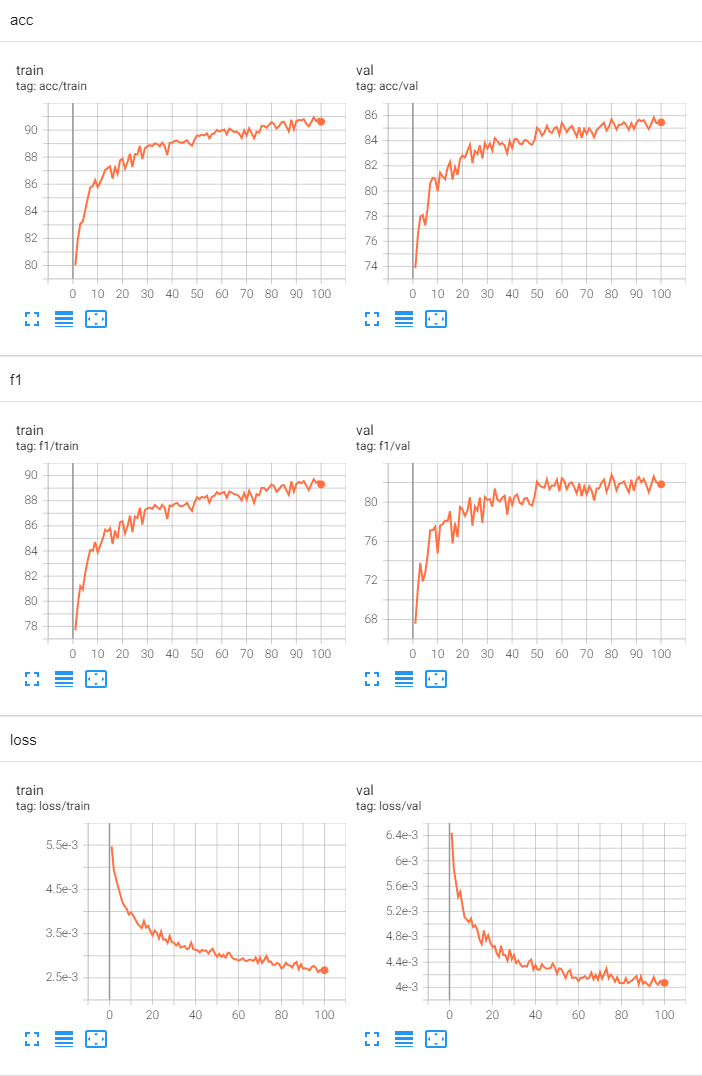 acc
train
tag: acc/train
90
88
86
84
82
80
0 10 20 30 40 50 60 70 80 90 100
val
tag: acc/val
86
84
82
80
78
76
74
0 10 20 30 40 50 60 70 80 90 100
f1
train
tag: f1/train
90
88
86
84
82
80
78
0 10 20 30 40 50 60 70 80 90 100
val
tag: f1/val
80
76
72
68
0 10 20 30 40 50 60 70 80 90 100
loss
train
tag: loss/train
5.5e-3
4.5e-3
3.5e-3
2.5e-3
0 20 40 60 80 100
val
tag: loss/val
6.4e-3
6e-3
5.6e-3
5.2e-3
4.8e-3
4.4e-3
4e-3
0 20 40 60 80 100